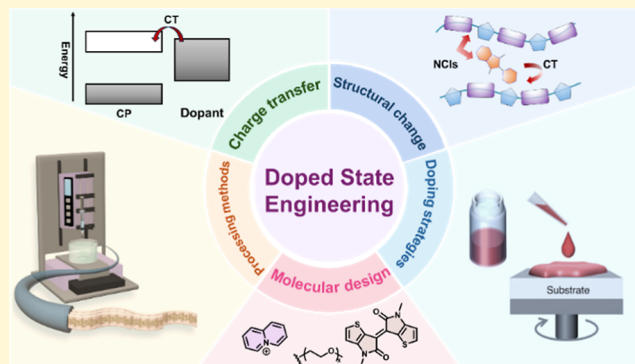 Energy
CT
CP
Dopant
NCIs
CT
Charge transfer
Structural change
Doped State
Engineering
Processing methods
Doping strategies
Molecular design
Substrate
N
+
O
n
S
O
N
N
O
S